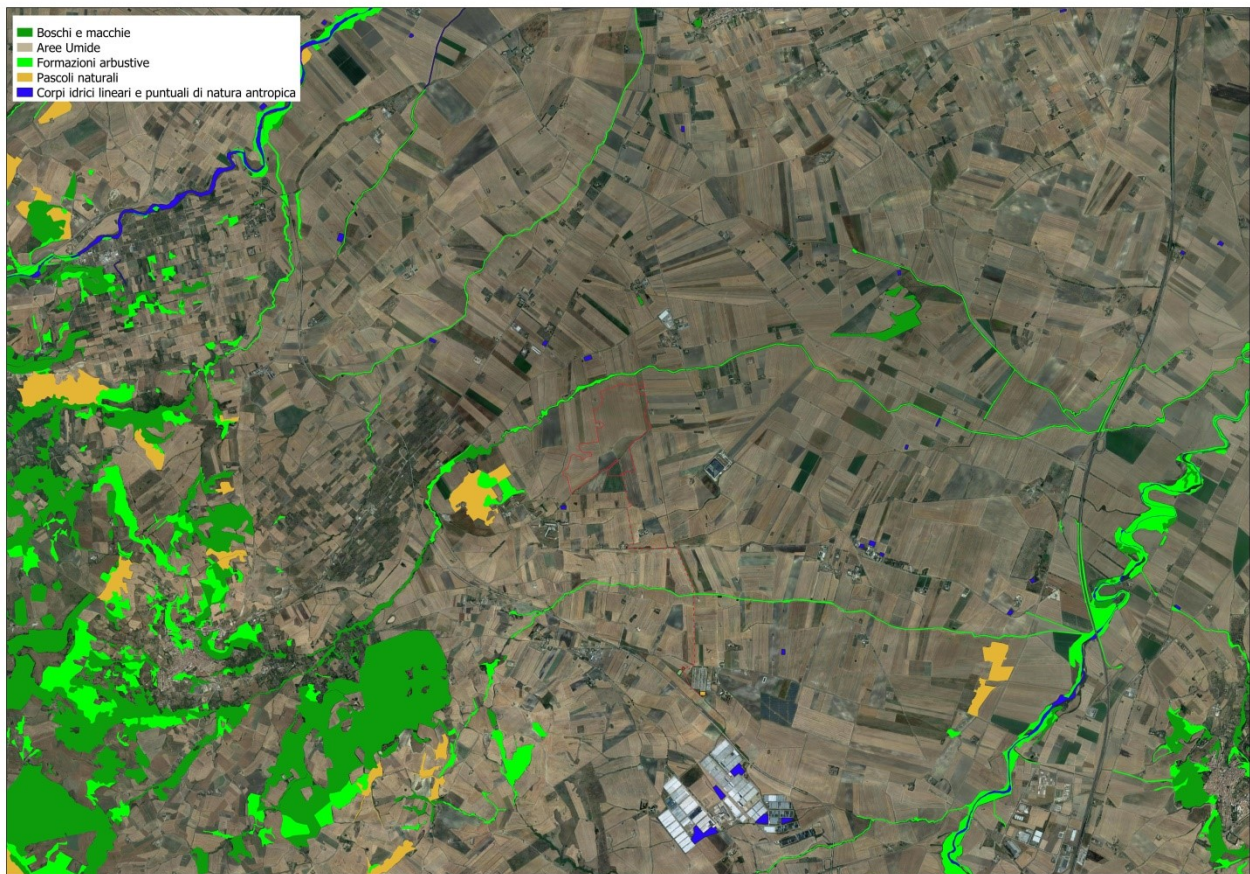 Boschi e macchie
Aree Umide
Formazioni arbustive
Pascoli naturali
Corpi idrici lineari e puntuali di natura antropica